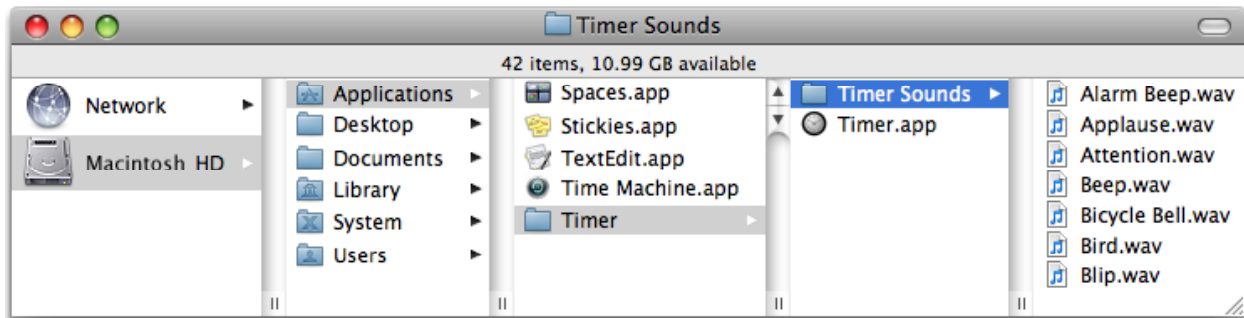 Timer Sounds
42 items, 10.99 GB available
Network
Macintosh HD
Applications
Desktop
Documents
Library
System
Users
Spaces.app
Stickies.app
TextEdit.app
Time Machine.app
Timer
Timer Sounds
Timer.app
Alarm Beep.wav
Applause.wav
Attention.wav
Beep.wav
Bicycle Bell.wav
Bird.wav
Blip.wav